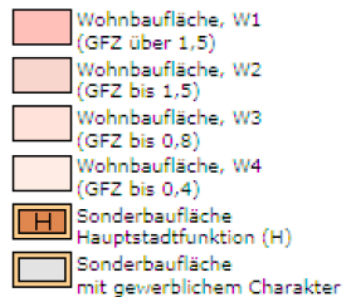 Wohnbaufläche, W1
(GFZ über 1,5)
Wohnbaufläche, W2
(GFZ bis 1,5)
Wohnbaufläche, W3
(GFZ bis 0,8)
Wohnbaufläche, W4
(GFZ bis 0,4)
H Sonderbaufläche
Hauptstadtfunktion (H)
Sonderbaufläche
mit gewerblichem Charakter